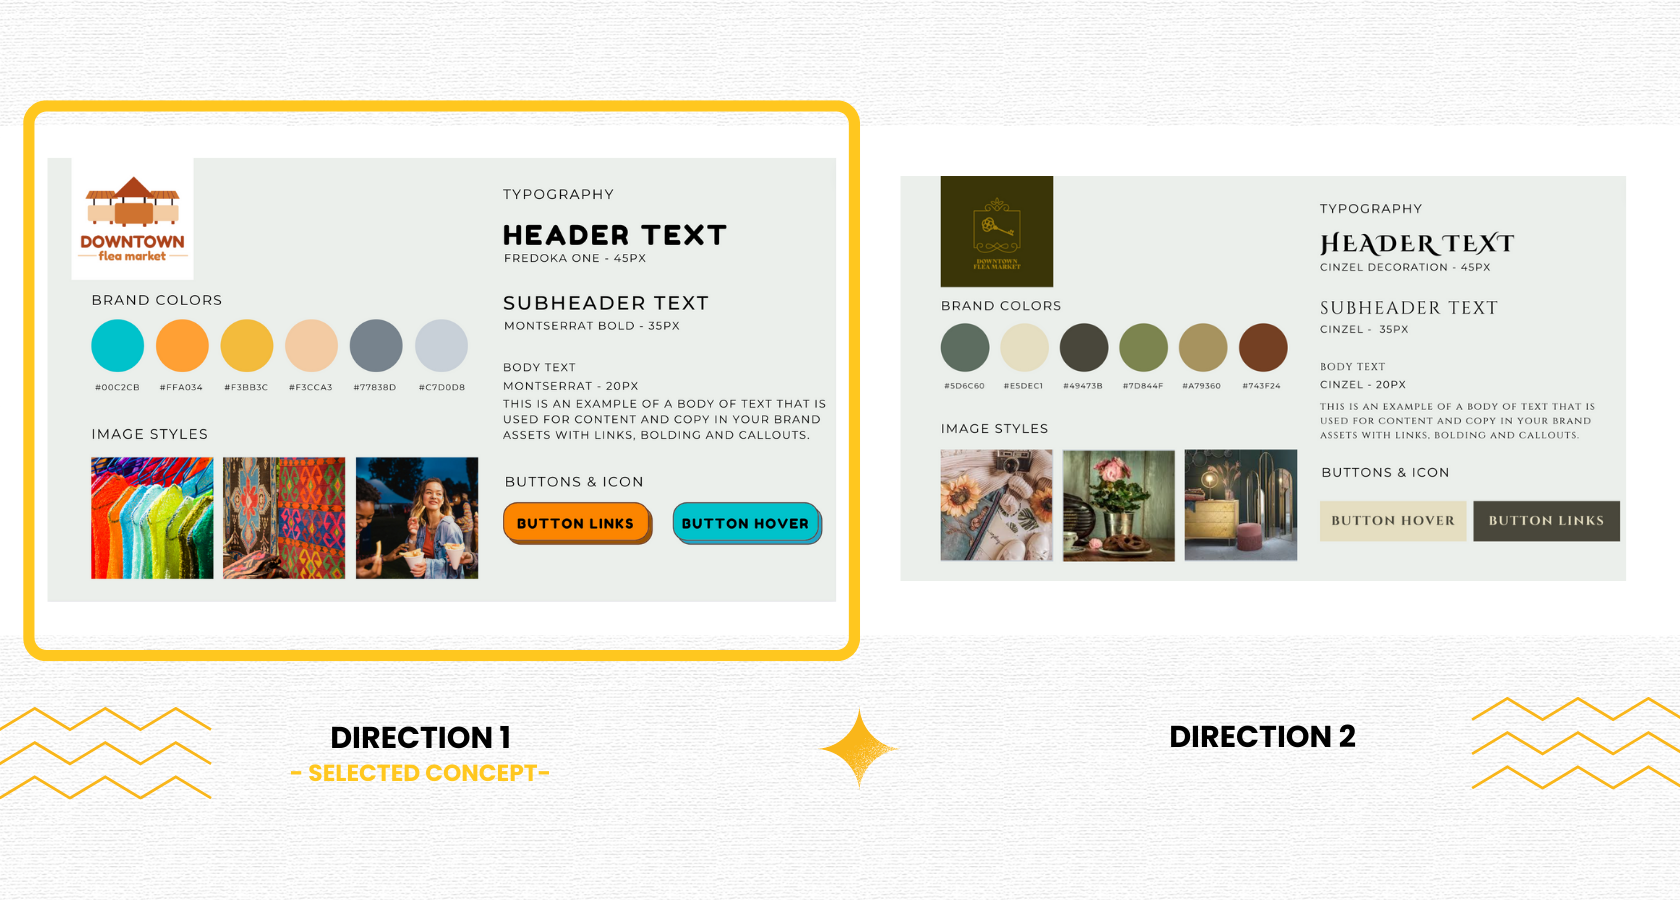 DOWNTOWN
flea market
BRAND COLORS
#00C2CB #FFA034 #F3BB3C #F3CCA3 #77838D #C7D0D8
IMAGE STYLES
TYPOGRAPHY
HEADER TEXT
FREDOKA ONE - 45PX
SUBHEADER TEXT
MONTSERRAT BOLD - 35PX
BODY TEXT
MONTSERRAT - 20PX
THIS IS AN EXAMPLE OF A BODY OF TEXT THAT IS
USED FOR CONTENT AND COPY IN YOUR BRAND
ASSETS WITH LINKS, BOLDING AND CALLOUTS.
BUTTONS & ICON
BUTTON LINKS BUTTON HOVER
DOWNTOWN
FLEA MARKET
BRAND COLORS
#5D6C60 #E5DEC1 #49473B #7D844F #A79360 #743F24
IMAGE STYLES
TYPOGRAPHY
HEADER TEXT
CINZEL DECORATION - 45PX
SUBHEADER TEXT
CINZEL - 35PX
BODY TEXT
CINZEL - 20PX
THIS IS AN EXAMPLE OF A BODY OF TEXT THAT IS
USED FOR CONTENT AND COPY IN YOUR BRAND
ASSETS WITH LINKS, BOLDING AND CALLOUTS.
BUTTONS & ICON
BUTTON HOVER BUTTON LINKS
DIRECTION 1
- SELECTED CONCEPT-
DIRECTION 2